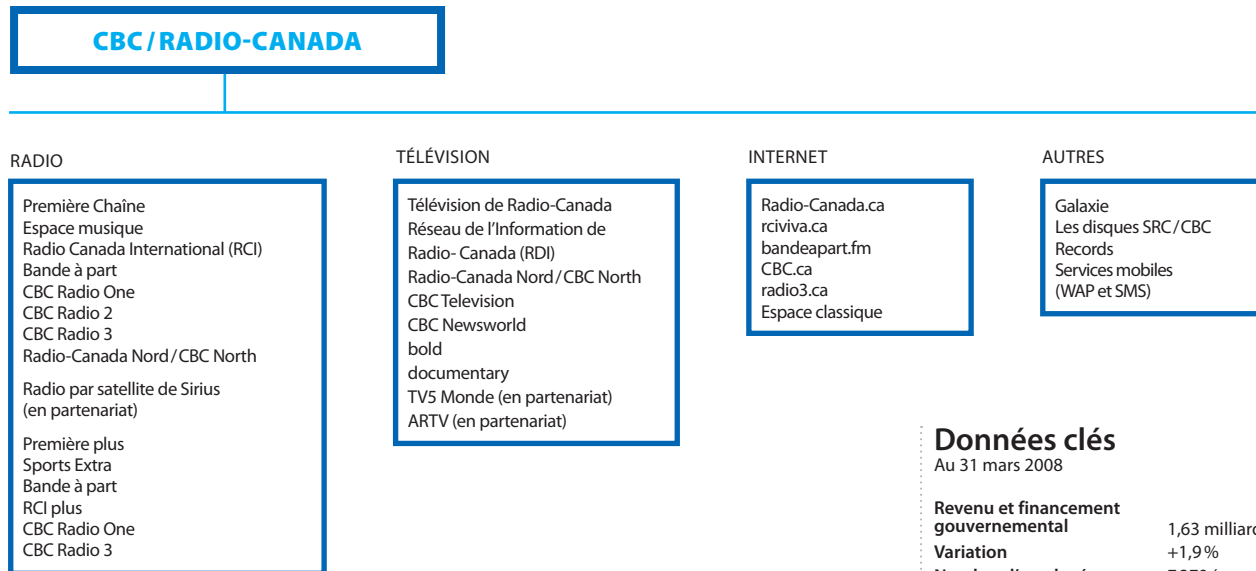 CBC/RADIO-CANADA
RADIO
Première Chaîne
Espace musique
Radio Canada International (RCI)
Bande à part
CBC Radio One
CBC Radio 2
CBC Radio 3
Radio-Canada Nord/CBC North
Radio par satellite de Sirius
(en partenariat)
Première plus
Sports Extra
Bande à part
RCI plus
CBC Radio One
CBC Radio 3
TÉLÉVISION
Télévision de Radio-Canada
Réseau de l'Information de
Radio- Canada (RDI)
Radio-Canada Nord/CBC North
CBC Television
CBC Newsworld
bold
documentary
TV5 Monde (en partenariat)
ARTV (en partenariat)
INTERNET
Radio-Canada.ca
rciviva.ca
bandeapart.fm
CBC.ca
radio3.ca
Espace classique
AUTRES
Galaxie
Les disques SRC/CBC
Records
Services mobiles
(WAP et SMS)
Données clés
Au 31 mars 2008
Revenu et financement
gouvernemental 1,63 milliard
Variation +1,9%